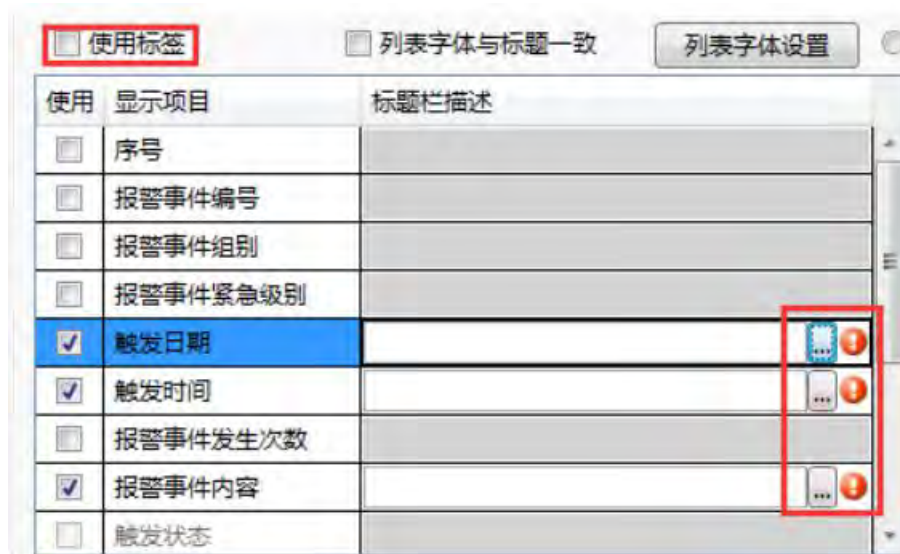 使用标签 列表字体与标题一致 列表字体设置
使用 显示项目 标题栏描述
序号
报警事件编号
报警事件组别
报警事件紧急级别
触发日期 ...
触发时间 ...
报警事件发生次数
报警事件内容 ...
触发状态